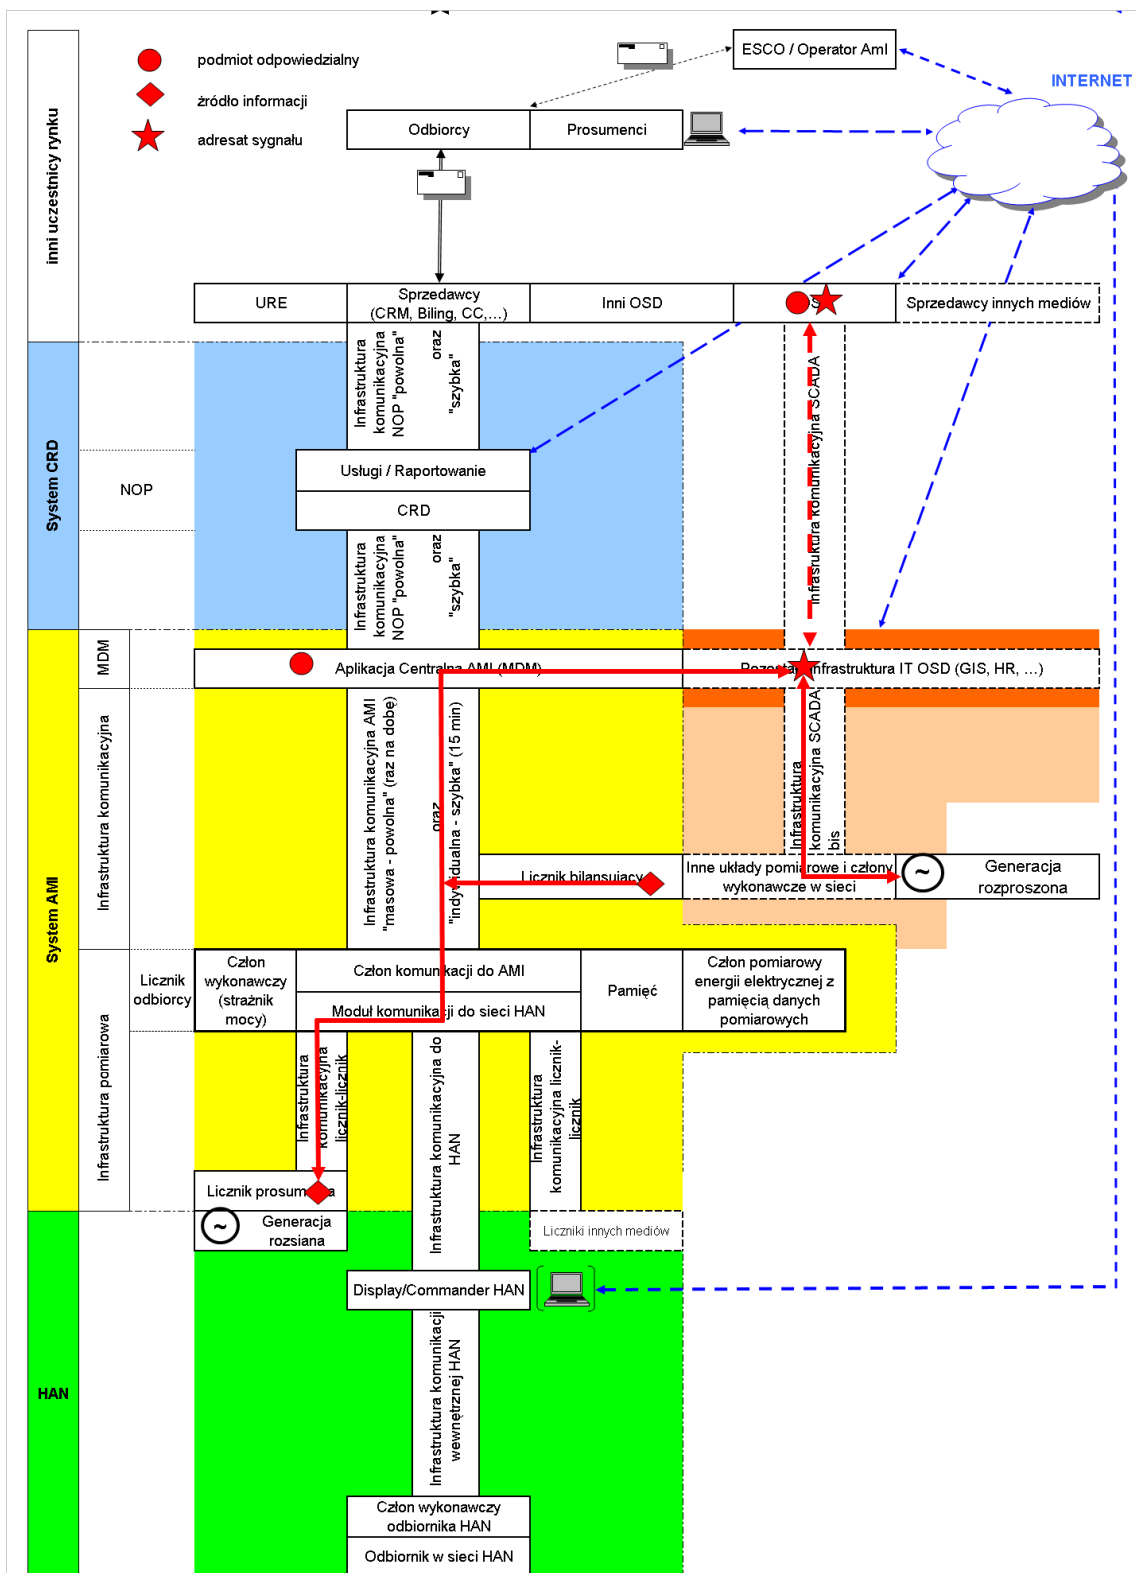 ESCO / Operator AmI
podmiot odpowiedzialny
INTERNET
źródło informacji
Odbiorcy
Prosumenci
adresat sygnału
inni uczestnicy rynku
URE
Sprzedawcy
(CRM, Biling, CC,…)
Inni OSD
Sprzedawcy innych mediów
Infrastruktura
komunikacyjna
NOP "powolna"
oraz
"szybka"
Infrasruktura komunikacyjna SCADA
System CRD
NOP
Usługi / Raportowanie
CRD
Infrastruktura
komunikacyjna
NOP "powolna"
oraz
"szybka"
MDM
Aplikacja Centralna AMI (MDM)
Infrastruktura IT OSD (GIS, HR, …)
System AMI
Infrastruktura komunikacyjna
Infrastruktura komunikacyjna AMI
"masowa - powolna" (raz na dobę)
oraz
"indywidualna - szybka" (15 min)
Infrastruktura
komunikacyjna SCADA
bis
Licznik bilansujący
Inne układy pomiarowe i człony
wykonawcze w sieci
~
Generacja
rozproszona
Infrastruktura pomiarowa
Licznik
odbiorcy
Człon
wykonawczy
(strażnik
mocy)
Człon komunikacji do AMI
Moduł komunikacji do sieci HAN
Pamięć
Człon pomiarowy
energii elektrycznej z
pamięcią danych
pomiarowych
Infrastruktura
komunikacyjna
licznik-licznik
Infrastruktura komunikacyjna do
HAN
Infrastruktura
komunikacyjna licznik-
licznik
Licznik prosumenta
~
Generacja
rozsiana
Liczniki innych mediów
HAN
Display/Commander HAN
Infrastruktura komunikacji
wewnętrznej HAN
Człon wykonawczy
odbiornika HAN
Odbiornik w sieci HAN